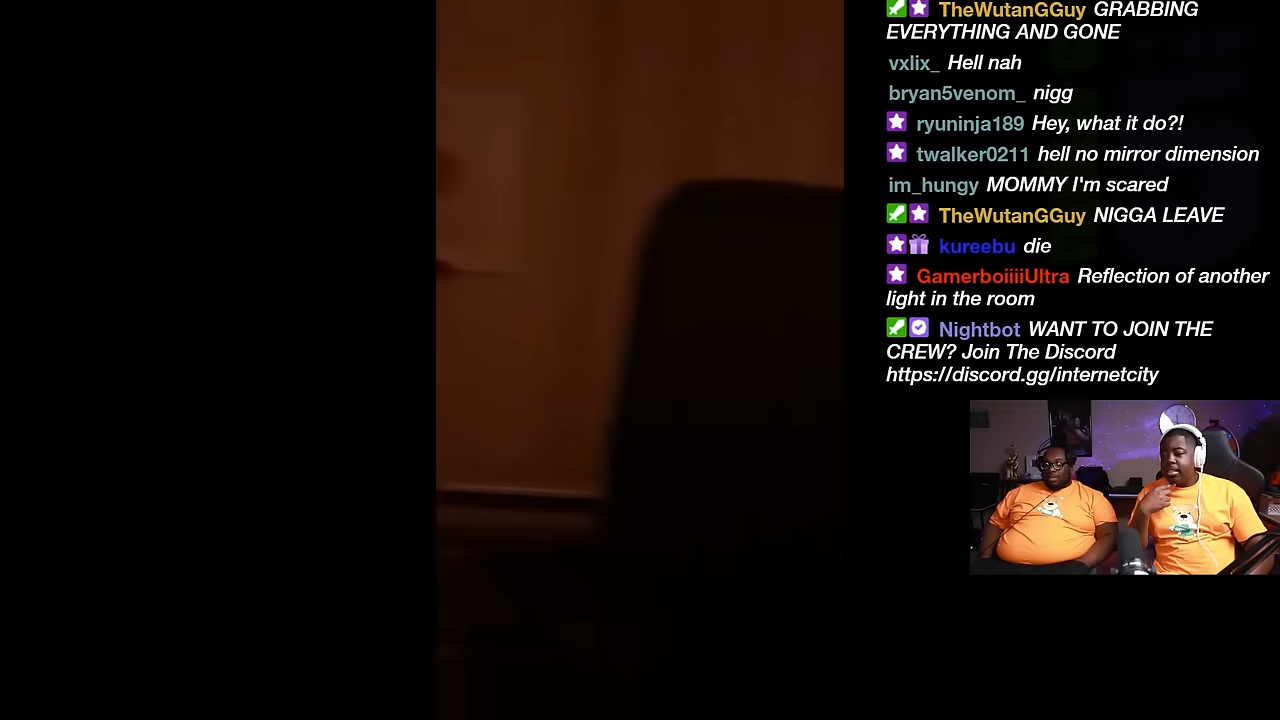 TheWutanGGuy GRABBING
EVERYTHING AND GONE
vxlix_ Hell nah
bryan5venom_ nigg
ryuninja189 Hey, what it do?!
twalker0211 hell no mirror dimension
im_hungy MOMMY I'm scared
TheWutanGGuy NIGGA LEAVE
kureebu die
GamerboiiiiUltra Reflection of another
light in the room
Nightbot WANT TO JOIN THE
CREW? Join The Discord
https://discord.gg/internetcity